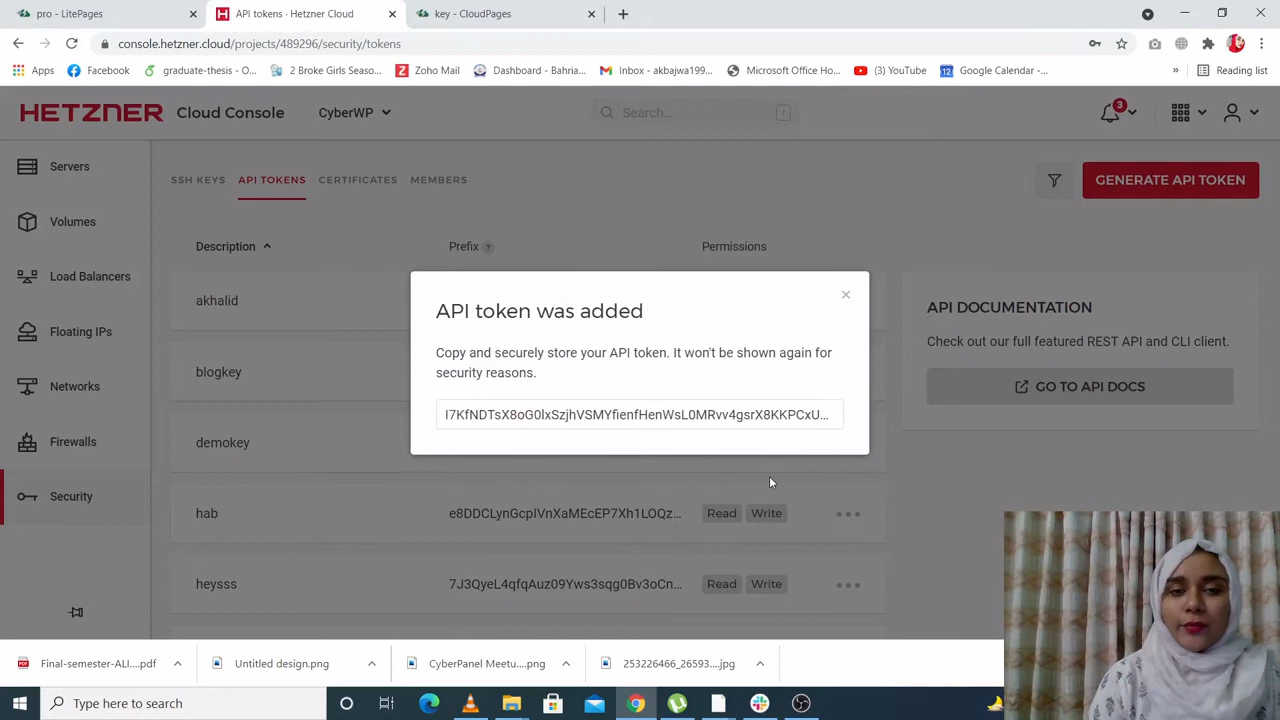 pro - LitePages
API tokens · Hetzner Cloud
key - CloudPages
console.hetzner.cloud/projects/489296/security/tokens
Apps
Facebook
graduate-thesis - O...
2 Broke Girls Seaso...
Zoho Mail
Dashboard - Bahria...
Inbox - akbajwa199...
Microsoft Office Ho...
(3) YouTube
Google Calendar -...
»
Reading list
HETZNER Cloud Console
CyberWP
Search...
/
3
Servers
Volumes
Load Balancers
Floating IPs
Networks
Firewalls
Security
SSH KEYS
API TOKENS
CERTIFICATES
MEMBERS
GENERATE API TOKEN
Description
Prefix ?
Permissions
akhalid
blogkey
demokey
hab
e8DDCLynGcpIVnXaMEcEP7Xh1LOQz...
Read
Write
heysss
7J3QyeL4qfqAuz09Yws3sqg0Bv3oCn...
Read
Write
API token was added
Copy and securely store your API token. It won't be shown again for
security reasons.
I7KfNDTsX8oG0lxSzjhVSMYfienfHenWsL0MRvv4gsrX8KKPCxU...
API DOCUMENTATION
Check out our full featured REST API and CLI client.
GO TO API DOCS
Final-semester-ALI....pdf
Untitled design.png
CyberPanel Meetu....png
253226466_26593....jpg
Type here to search